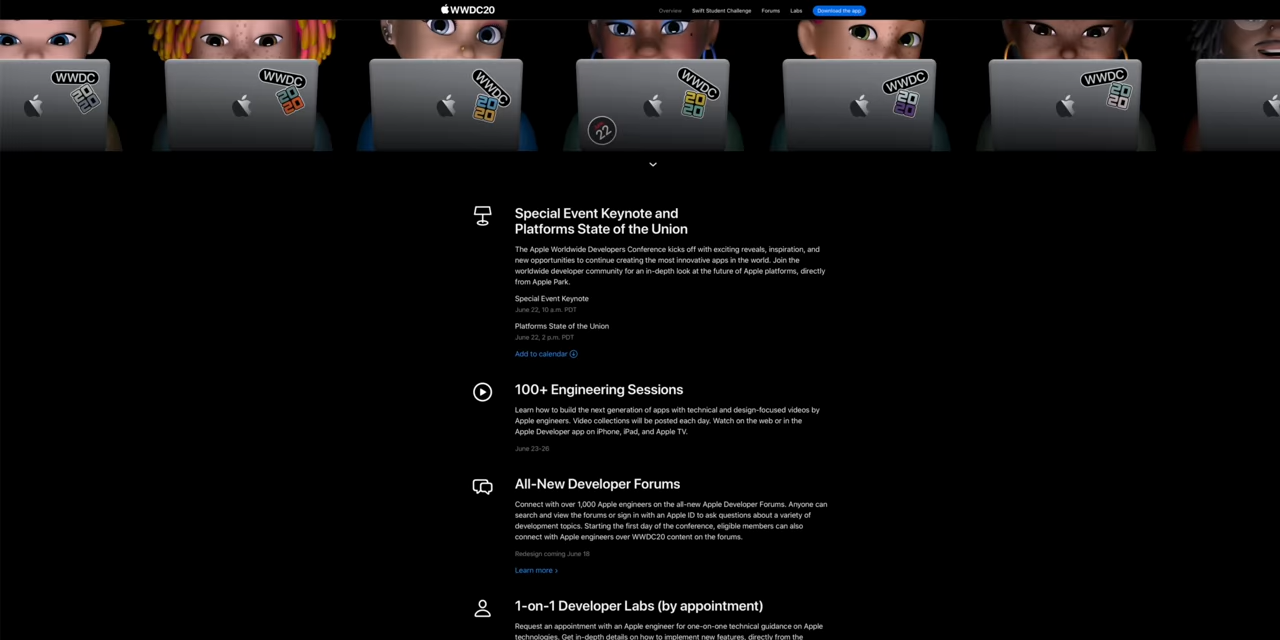 WWDC20
Overview
Swift Student Challenge
Forums
Labs
Download the app
WWDC
2020
WWDC
2020
WWDC
2020
WWDC
2020
22
WWDC
2020
WWDC
2020
Special Event Keynote and
Platforms State of the Union
The Apple Worldwide Developers Conference kicks off with exciting reveals, inspiration, and
new opportunities to continue creating the most innovative apps in the world. Join the
worldwide developer community for an in-depth look at the future of Apple platforms, directly
from Apple Park.
Special Event Keynote
June 22, 10 a.m. PDT
Platforms State of the Union
June 22, 2 p.m. PDT
Add to calendar
100+ Engineering Sessions
Learn how to build the next generation of apps with technical and design-focused videos by
Apple engineers. Video collections will be posted each day. Watch on the web or in the
Apple Developer app on iPhone, iPad, and Apple TV.
June 23–26
All-New Developer Forums
Connect with over 1,000 Apple engineers on the all-new Apple Developer Forums. Anyone can
search and view the forums or sign in with an Apple ID to ask questions about a variety of
development topics. Starting the first day of the conference, eligible members can also
connect with Apple engineers over WWDC20 content on the forums.
Redesign coming June 18
Learn more ›
1-on-1 Developer Labs (by appointment)
Request an appointment with an Apple engineer for one-on-one technical guidance on Apple
technologies. Get in-depth details on how to implement new features, directly from the